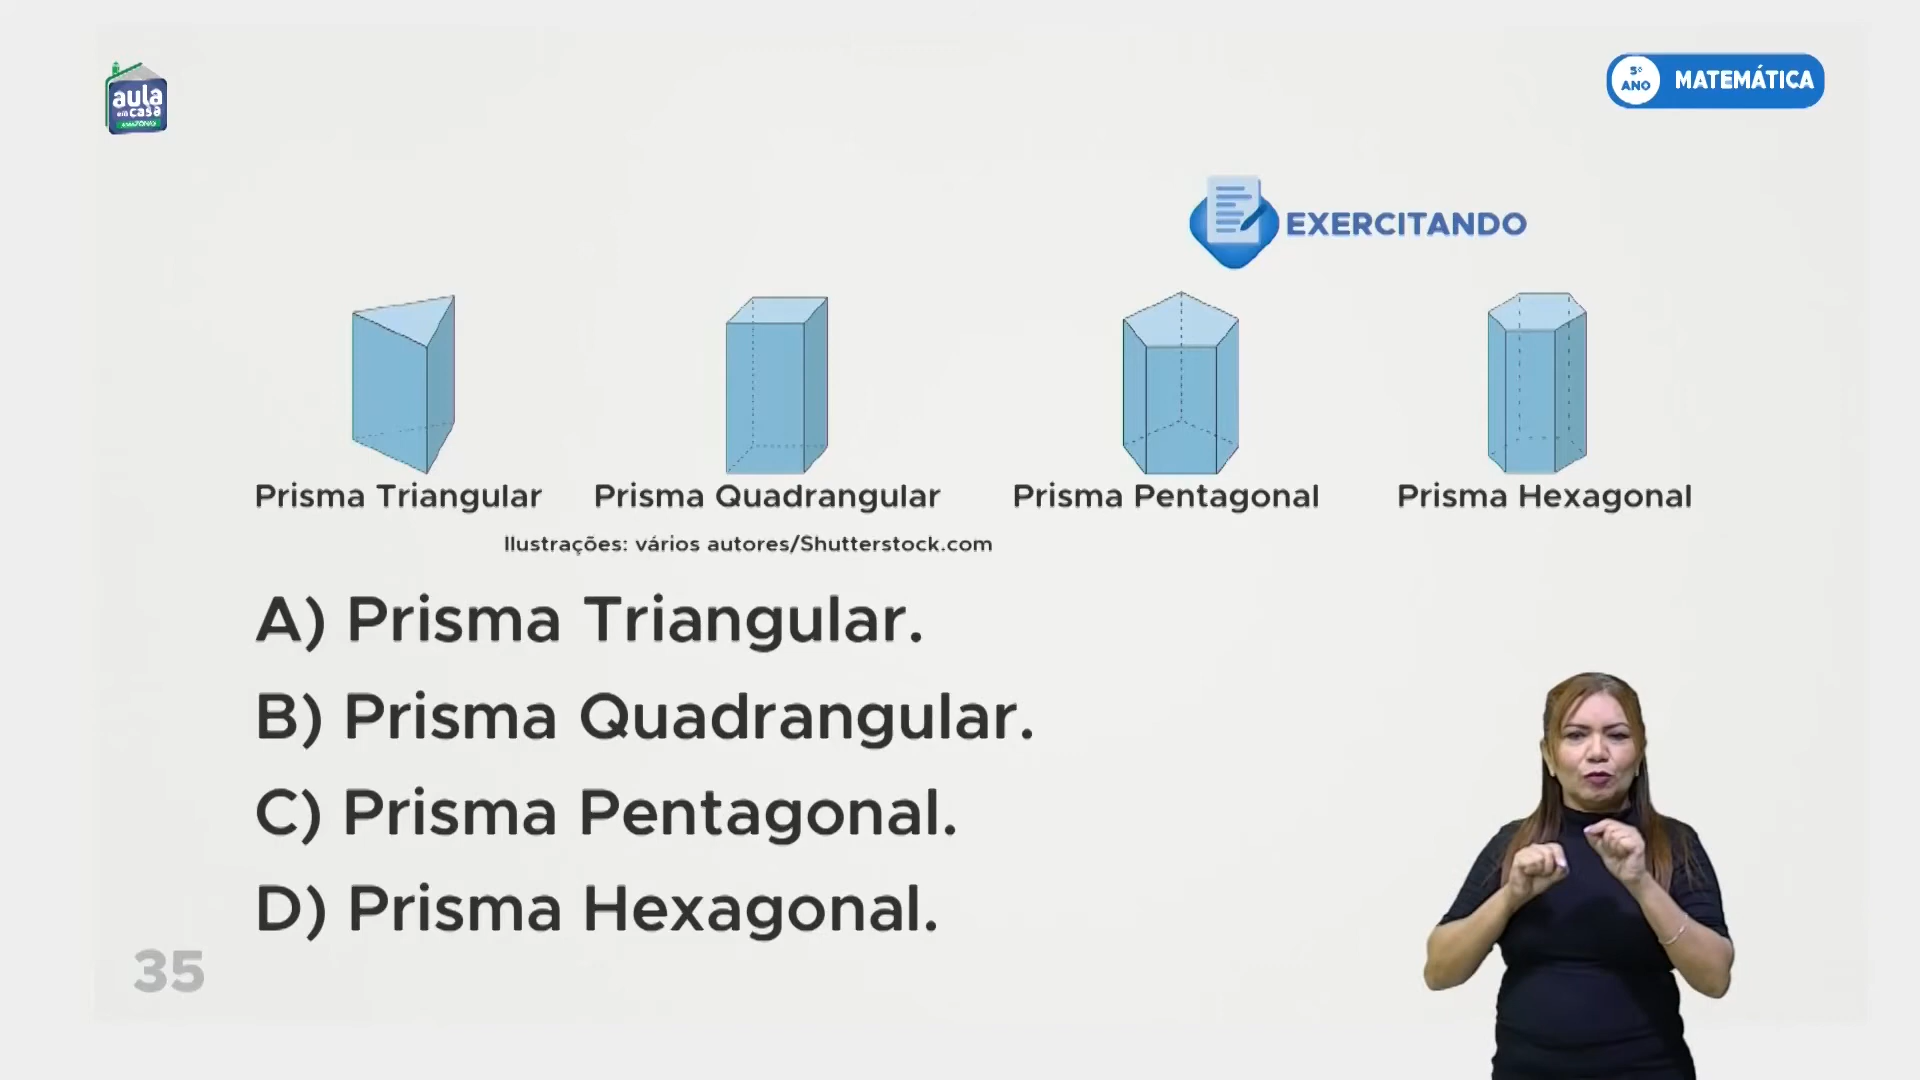 aula
em casa
AMAZONAS
5º
ANO
MATEMÁTICA
EXERCITANDO
Prisma Triangular
Prisma Quadrangular
Prisma Pentagonal
Prisma Hexagonal
Ilustrações: vários autores/Shutterstock.com
A) Prisma Triangular.
B) Prisma Quadrangular.
C) Prisma Pentagonal.
D) Prisma Hexagonal.
35